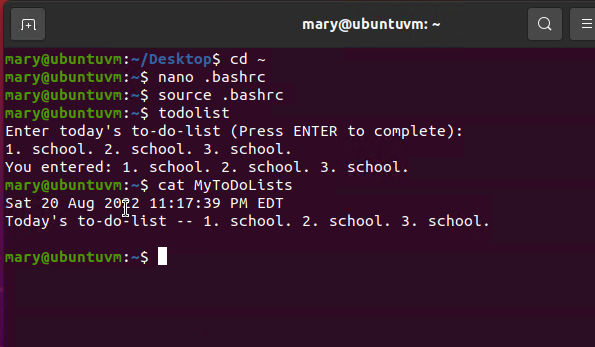 mary@ubuntuvm: ~
mary@ubuntuvm:~/Desktop$ cd ~
mary@ubuntuvm:~$ nano .bashrc
mary@ubuntuvm:~$ source .bashrc
mary@ubuntuvm:~$ todolist
Enter today's to-do-list (Press ENTER to complete):
1. school. 2. school. 3. school.
You entered: 1. school. 2. school. 3. school.
mary@ubuntuvm:~$ cat MyToDoLists
Sat 20 Aug 2022 11:17:39 PM EDT
Today's to-do-list -- 1. school. 2. school. 3. school.
mary@ubuntuvm:~$